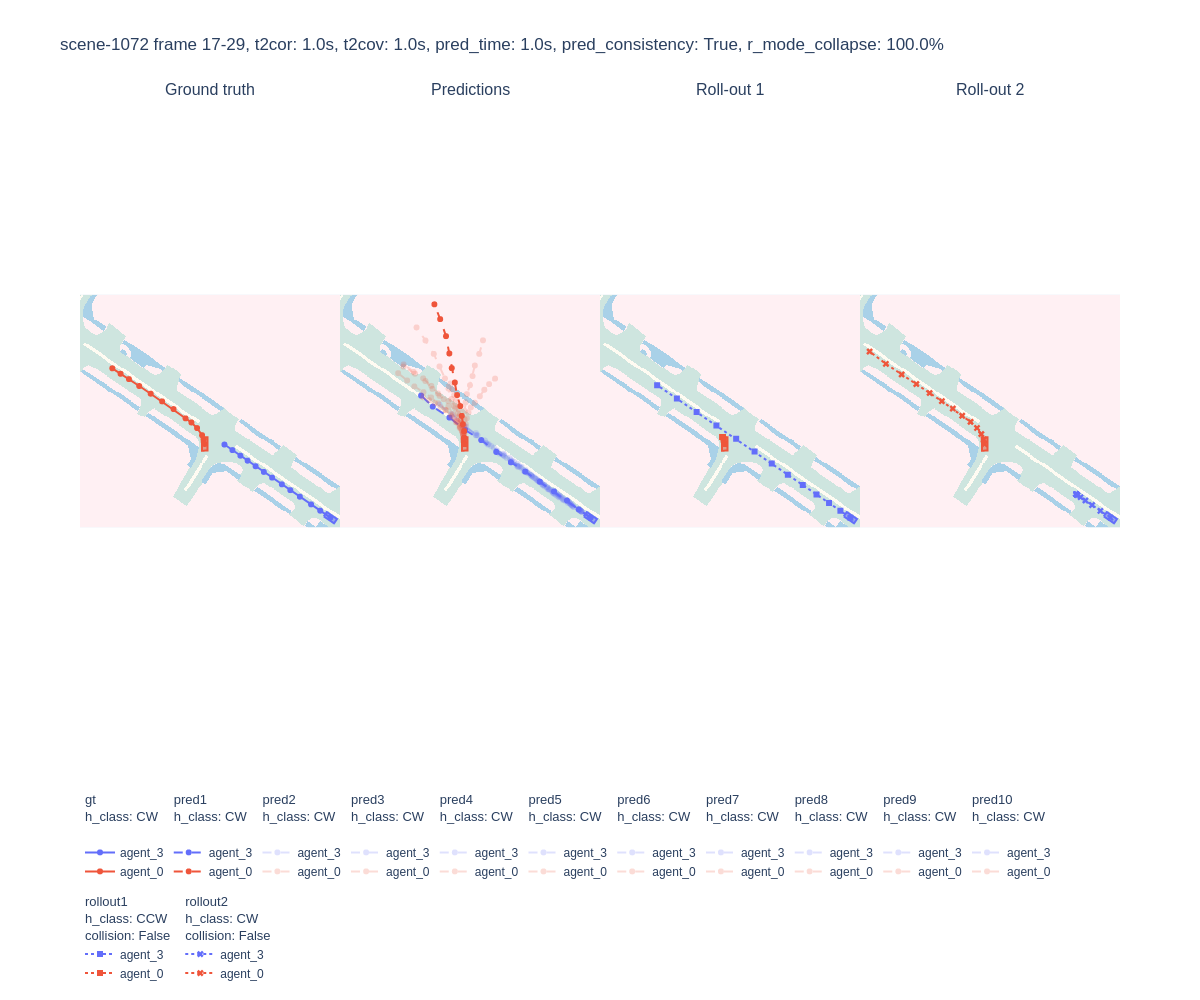 scene-1072 frame 17-29, t2cor: 1.0s, t2cov: 1.0s, pred_time: 1.0s, pred_consistency: True, r_mode_collapse: 100.0%
Ground truth
Predictions
Roll-out 1
Roll-out 2
gt pred1 pred2 pred3 pred4 pred5 pred6 pred7 pred8 pred9 pred10
h_class: CW h_class: CW h_class: CW h_class: CW h_class: CW h_class: CW h_class: CW h_class: CW h_class: CW h_class: CW h_class: CW
agent_3 agent_3 agent_3 agent_3 agent_3 agent_3 agent_3 agent_3 agent_3 agent_3 agent_3
agent_0 agent_0 agent_0 agent_0 agent_0 agent_0 agent_0 agent_0 agent_0 agent_0 agent_0
rollout1 rollout2
h_class: CCW h_class: CW
collision: False collision: False
agent_3 agent_3
agent_0 agent_0